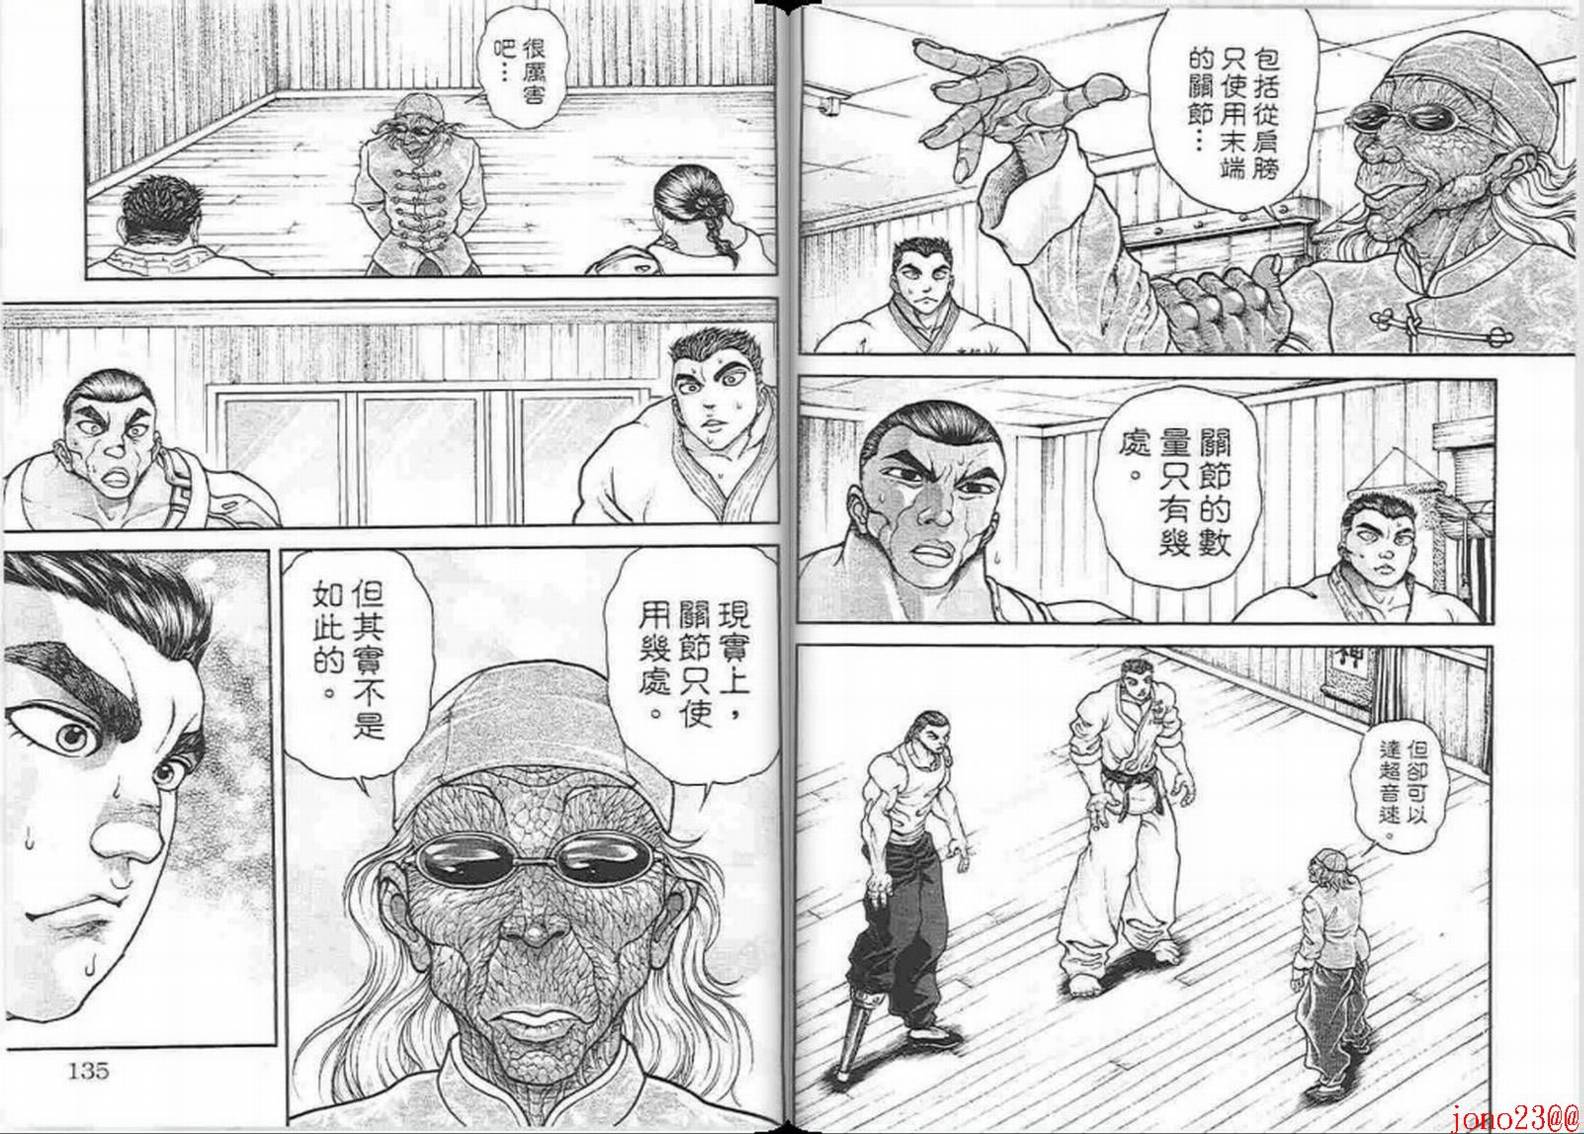 包括從肩膀
只使用末端
的關節…
關節的數
量只有幾
處。
神
但卻可以
達超音速。
很厲害
吧…
現實上，
關節只使
用幾處。
但其實不是
如此的。
135
jono23@@